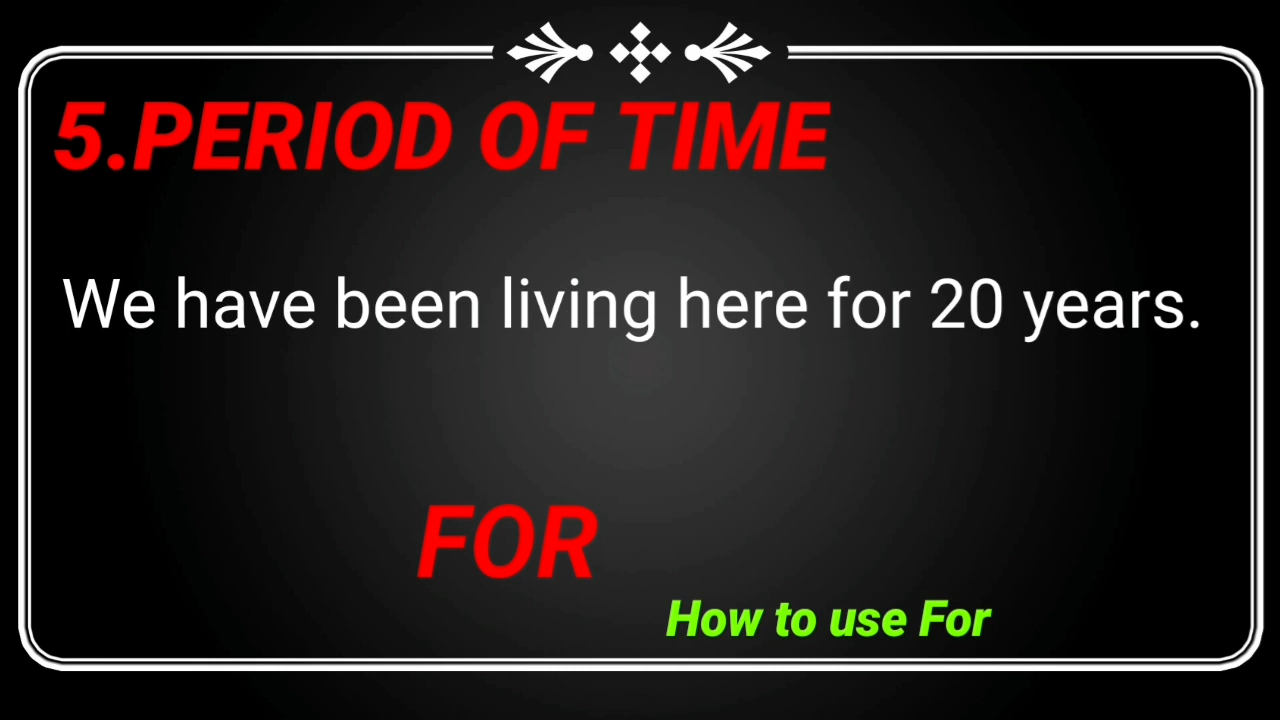 5.PERIOD OF TIME
We have been living here for 20 years.
FOR
How to use For